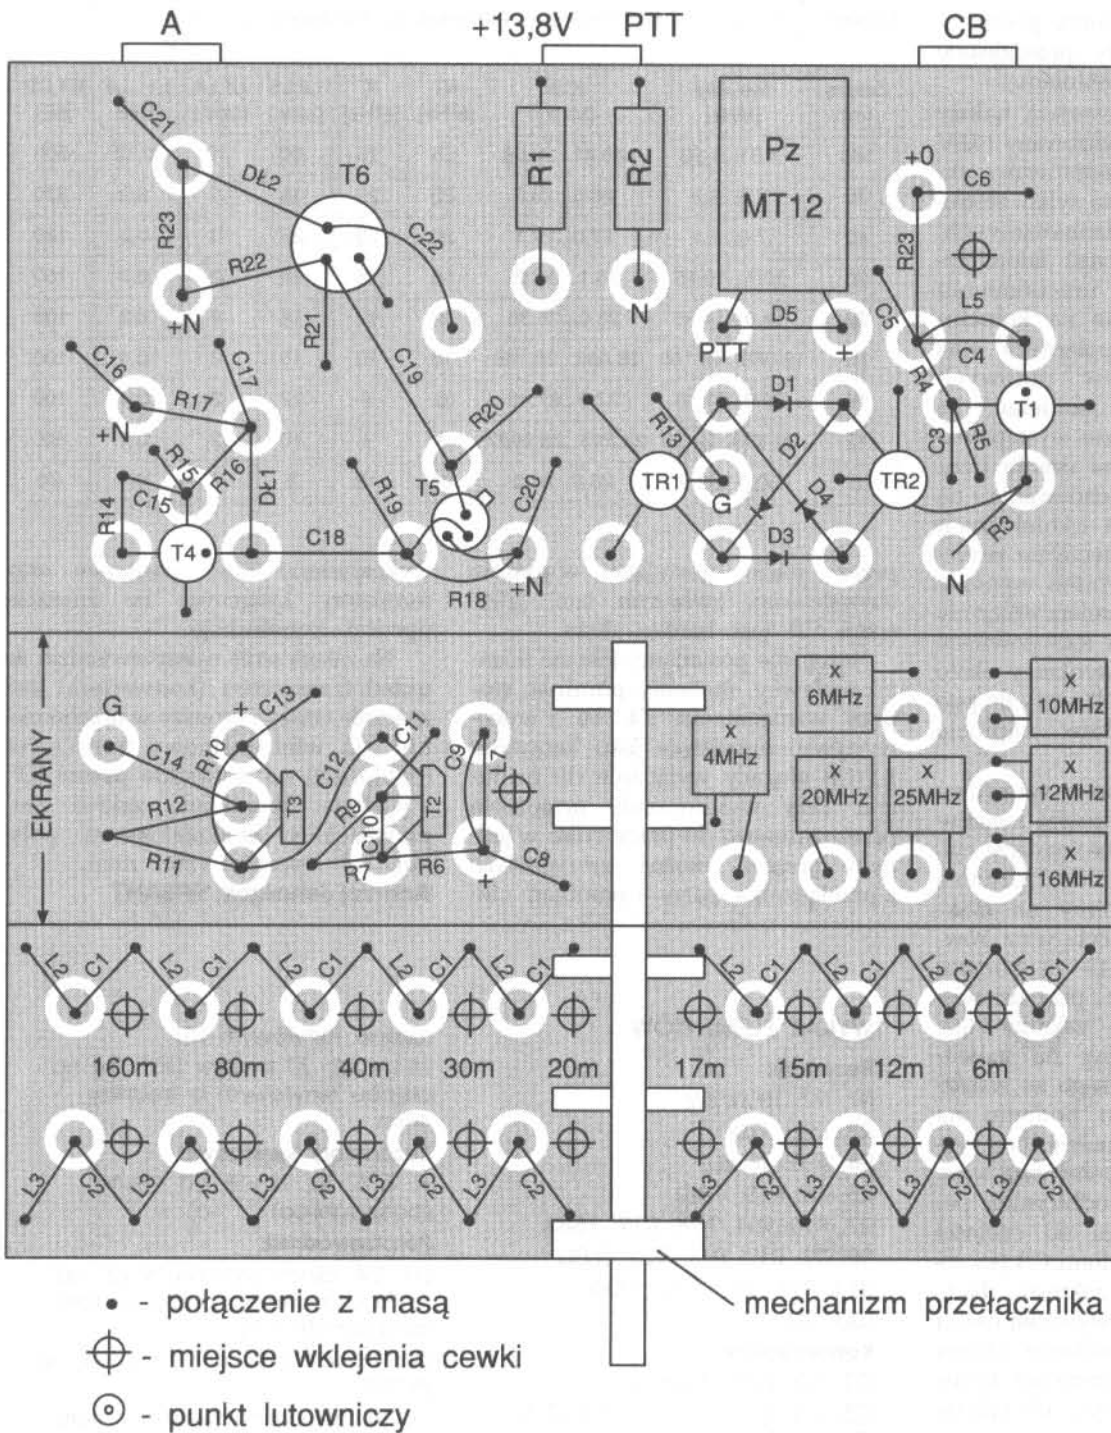 A +13,8V PTT CB
C21
DŁ2
T6
R23
R22
C22
+N
R21
R1
R2
N
Pz
MT12
D5
PTT +
+0
C6
R23
L5
C5
C4
R4
T1
C3
R5
R3
N
C16
C17
R17
+N
R15
R16
C15
R14
DŁ1
T4
C18
C19
R20
R19
T5
C20
R18
+N
R13
TR1
G
D1
D2
D4
D3
TR2
EKRANY
G
C14
R12
R11
+
R10
C13
T3
C12
R9
C11
C10
T2
R7
R6
C9
L7
+
C8
x
4MHz
x
6MHz
x
20MHz
x
25MHz
x
10MHz
x
12MHz
x
16MHz
L2 C1 L2 C1 L2 C1 L2 C1 L2 C1 L2 C1 L2 C1 L2 C1 L2 C1
160m 80m 40m 30m 20m 17m 15m 12m 6m
L3 C2 L3 C2 L3 C2 L3 C2 L3 C2 L3 C2 L3 C2 L3 C2 L3 C2
- połączenie z masą
mechanizm przełącznika
- miejsce wklejenia cewki
- punkt lutowniczy